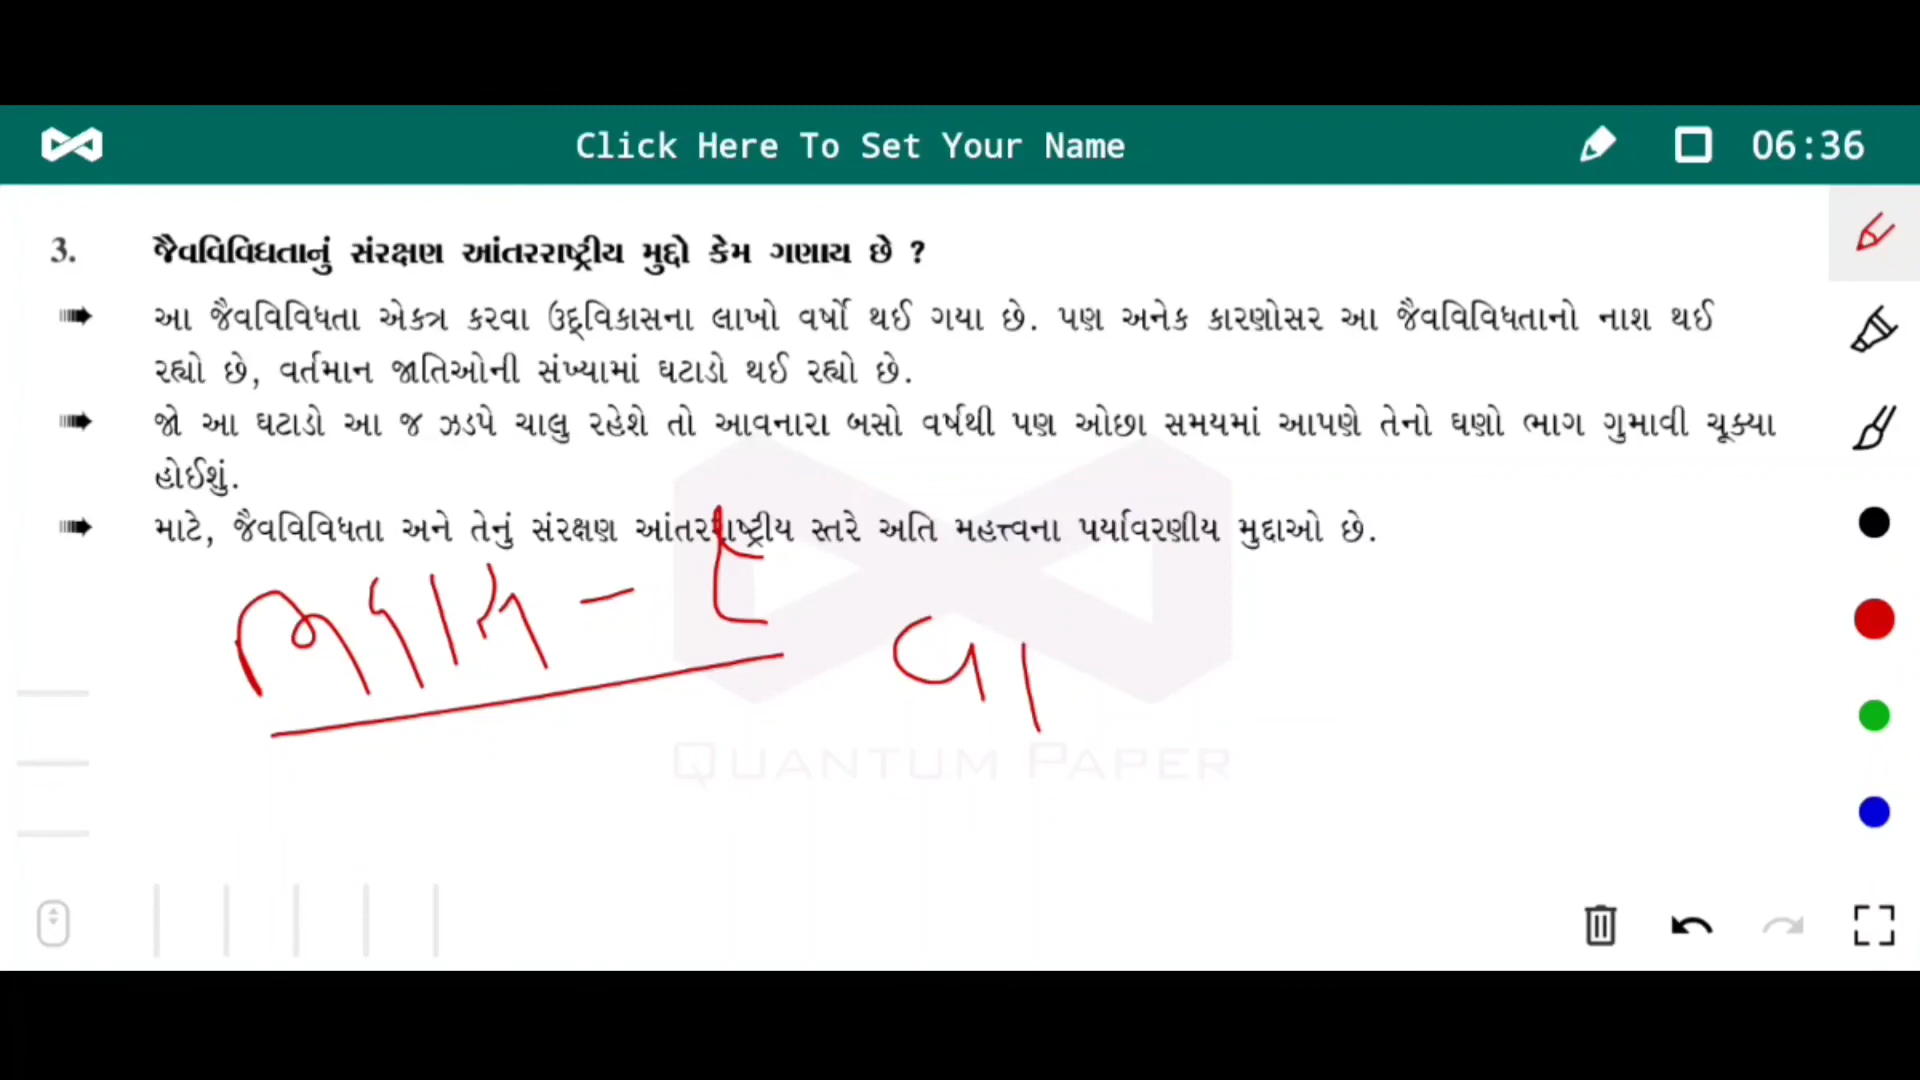 Click Here To Set Your Name 06:36
3. જૈવવિવિધતાનું સંરક્ષણ આંતરરાષ્ટ્રીય મુદ્દો કેમ ગણાય છે ?
આ જૈવવિવિધતા એકત્ર કરવા ઉદ્દવિકાસના લાખો વર્ષો થઈ ગયા છે. પણ અનેક કારણોસર આ જૈવવિવિધતાનો નાશ થઈ
રહ્યો છે, વર્તમાન જાતિઓની સંખ્યામાં ઘટાડો થઈ રહ્યો છે.
જો આ ઘટાડો આ જ ઝડપે ચાલુ રહેશે તો આવનારા બસો વર્ષથી પણ ઓછા સમયમાં આપણે તેનો ઘણો ભાગ ગુમાવી ચૂક્યા
હોઈશું.
માટે, જૈવવિવિધતા અને તેનું સંરક્ષણ આંતરરાષ્ટ્રીય સ્તરે અતિ મહત્ત્વના પર્યાવરણીય મુદ્દાઓ છે.
QUANTUM PAPER